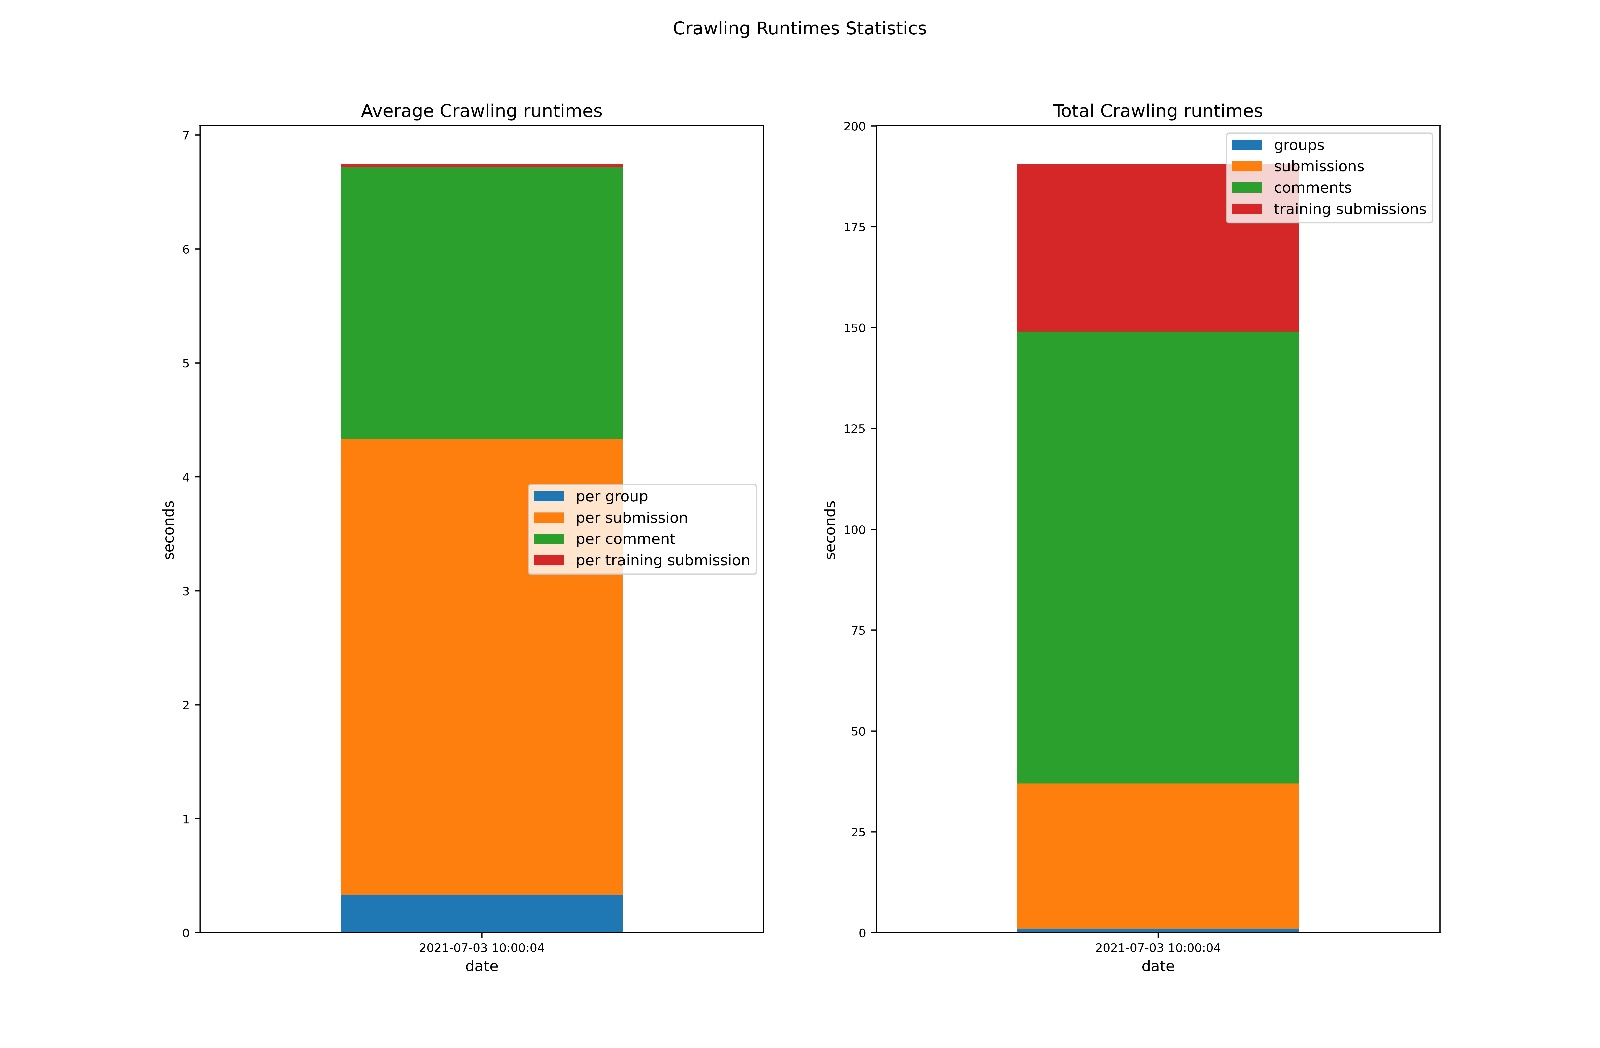 Crawling Runtimes Statistics
Average Crawling runtimes
7
6
5
4
3
2
1
0
seconds
per group
per submission
per comment
per training submission
2021-07-03 10:00:04
date
Total Crawling runtimes
200
175
150
125
100
75
50
25
0
seconds
groups
submissions
comments
training submissions
2021-07-03 10:00:04
date